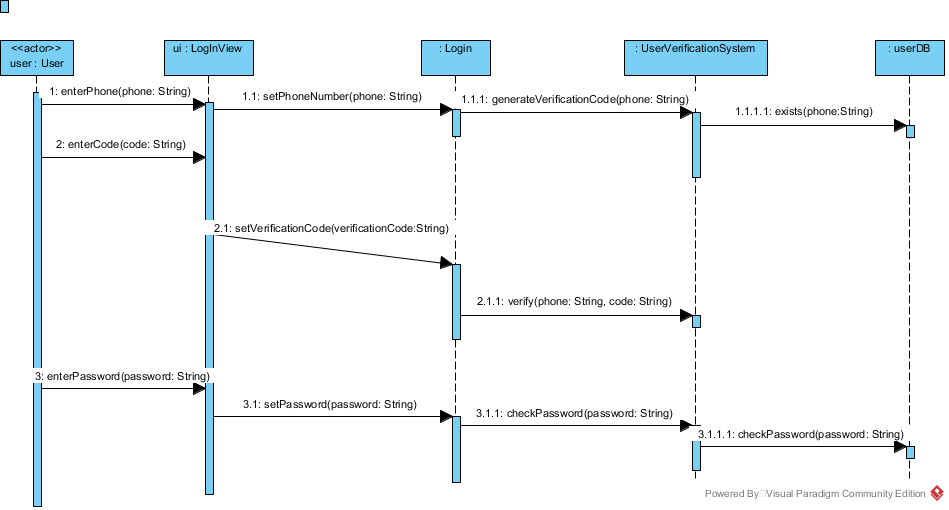 <<actor>>
user : User
ui : LogInView
: Login
: UserVerificationSystem
: userDB
1: enterPhone(phone: String)
1.1: setPhoneNumber(phone: String)
1.1.1: generateVerificationCode(phone: String)
1.1.1.1: exists(phone:String)
2: enterCode(code: String)
2.1: setVerificationCode(verificationCode:String)
2.1.1: verify(phone: String, code: String)
3: enterPassword(password: String)
3.1: setPassword(password: String)
3.1.1: checkPassword(password: String)
3.1.1.1: checkPassword(password: String)
Powered By Visual Paradigm Community Edition